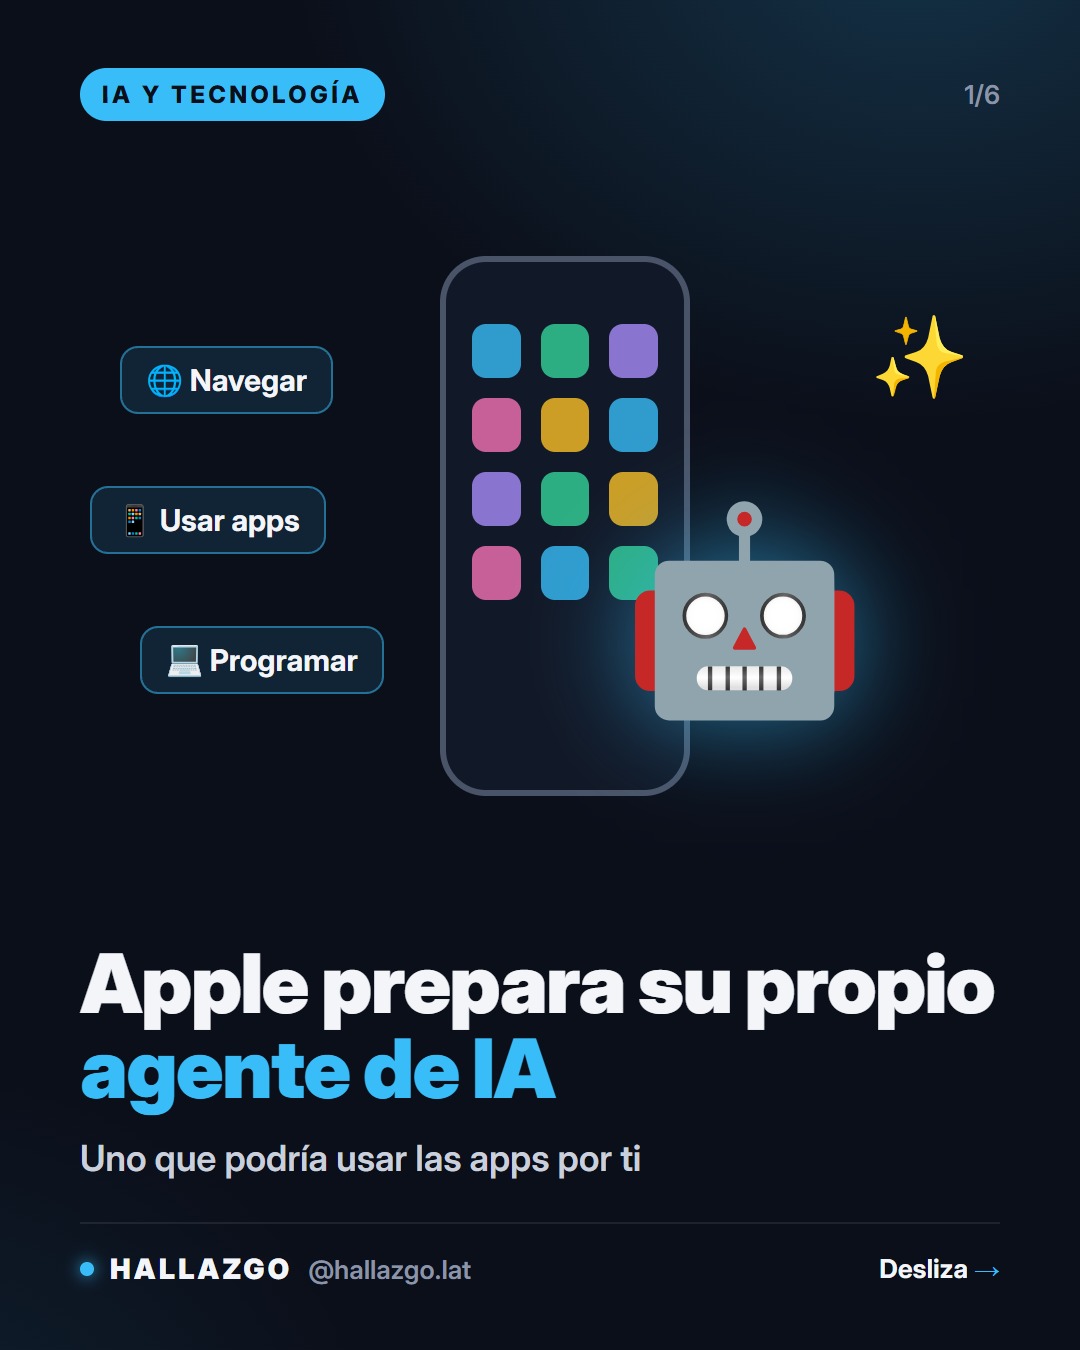 IA Y TECNOLOGÍA
1/6
🌐 Navegar
📱 Usar apps
💻 Programar
Apple prepara su propio
agente de IA
Uno que podría usar las apps por ti
HALLAZGO @hallazgo.lat
Desliza →